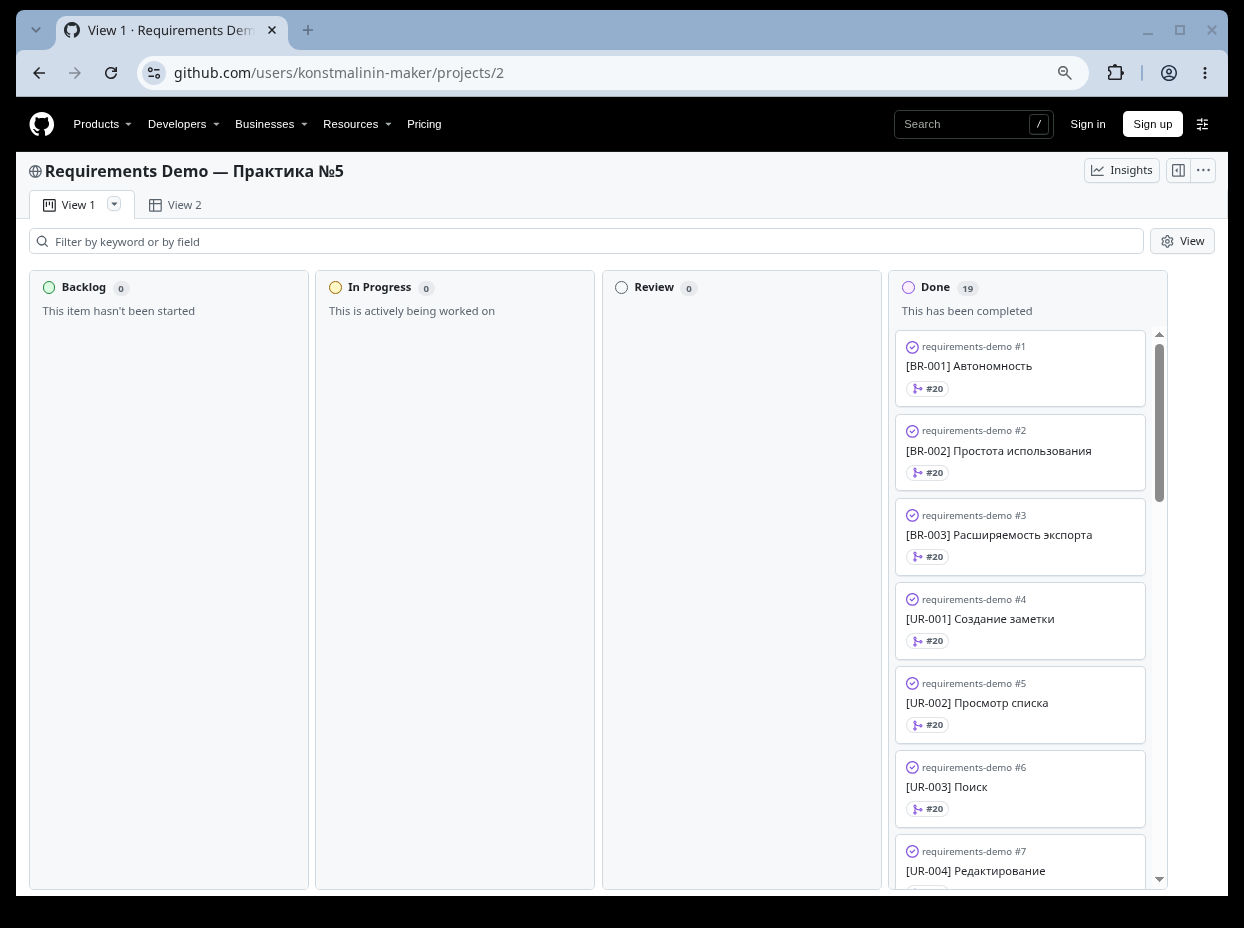 View 1 · Requirements Dem
github.com/users/konstmalinin-maker/projects/2
Products Developers Businesses Resources Pricing Search / Sign in Sign up
Requirements Demo — Практика №5
Insights
View 1 View 2
Filter by keyword or by field
View
Backlog 0
This item hasn't been started
In Progress 0
This is actively being worked on
Review 0
Done 19
This has been completed
requirements-demo #1
[BR-001] Автономность
#20
requirements-demo #2
[BR-002] Простота использования
#20
requirements-demo #3
[BR-003] Расширяемость экспорта
#20
requirements-demo #4
[UR-001] Создание заметки
#20
requirements-demo #5
[UR-002] Просмотр списка
#20
requirements-demo #6
[UR-003] Поиск
#20
requirements-demo #7
[UR-004] Редактирование